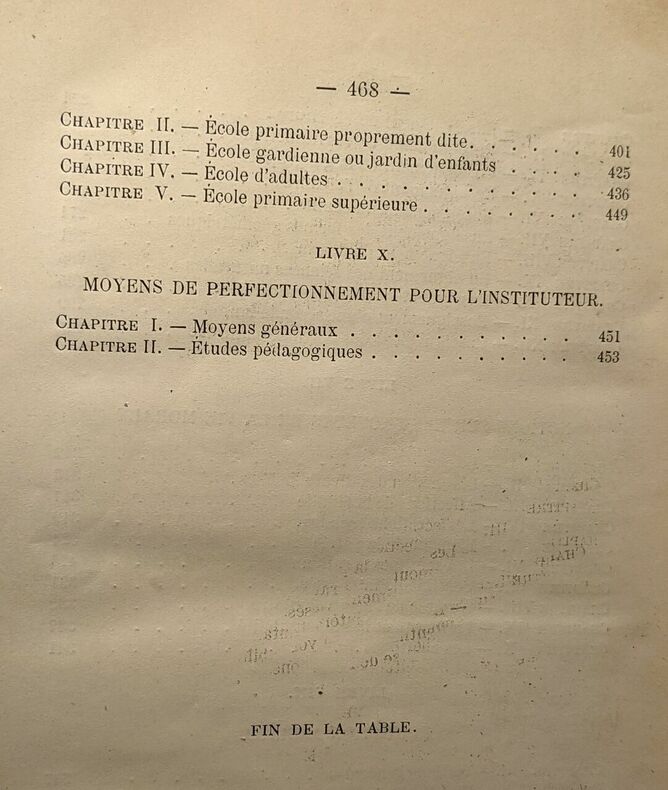 — 468 —
CHAPITRE II. — École primaire proprement dite. . . . . . 401
CHAPITRE III. — École gardienne ou jardin d'enfants . . . . 425
CHAPITRE IV. — École d'adultes . . . . . . . . . . . . 436
CHAPITRE V. — École primaire supérieure . . . . . . . . 449
LIVRE X.
MOYENS DE PERFECTIONNEMENT POUR L'INSTITUTEUR.
CHAPITRE I. — Moyens généraux . . . . . . . . . . . 451
CHAPITRE II. — Études pédagogiques . . . . . . . . . . 453
FIN DE LA TABLE.